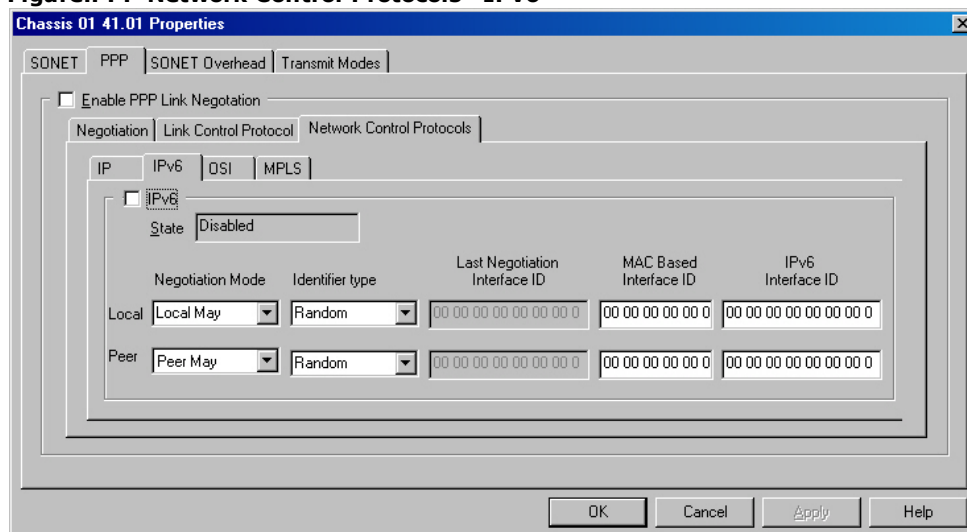 Chassis 01 41.01 Properties
SONET PPP SONET Overhead Transmit Modes
Enable PPP Link Negotation
Negotiation Link Control Protocol Network Control Protocols
IP IPv6 OSI MPLS
IPv6
State Disabled
Last Negotiation MAC Based IPv6
Negotiation Mode Identifier type Interface ID Interface ID Interface ID
Local Local May Random 00 00 00 00 00 00 00 0 00 00 00 00 00 0 00 00 00 00 00 00 00 0
Peer Peer May Random 00 00 00 00 00 00 00 0 00 00 00 00 00 0 00 00 00 00 00 00 00 0
OK Cancel Apply Help